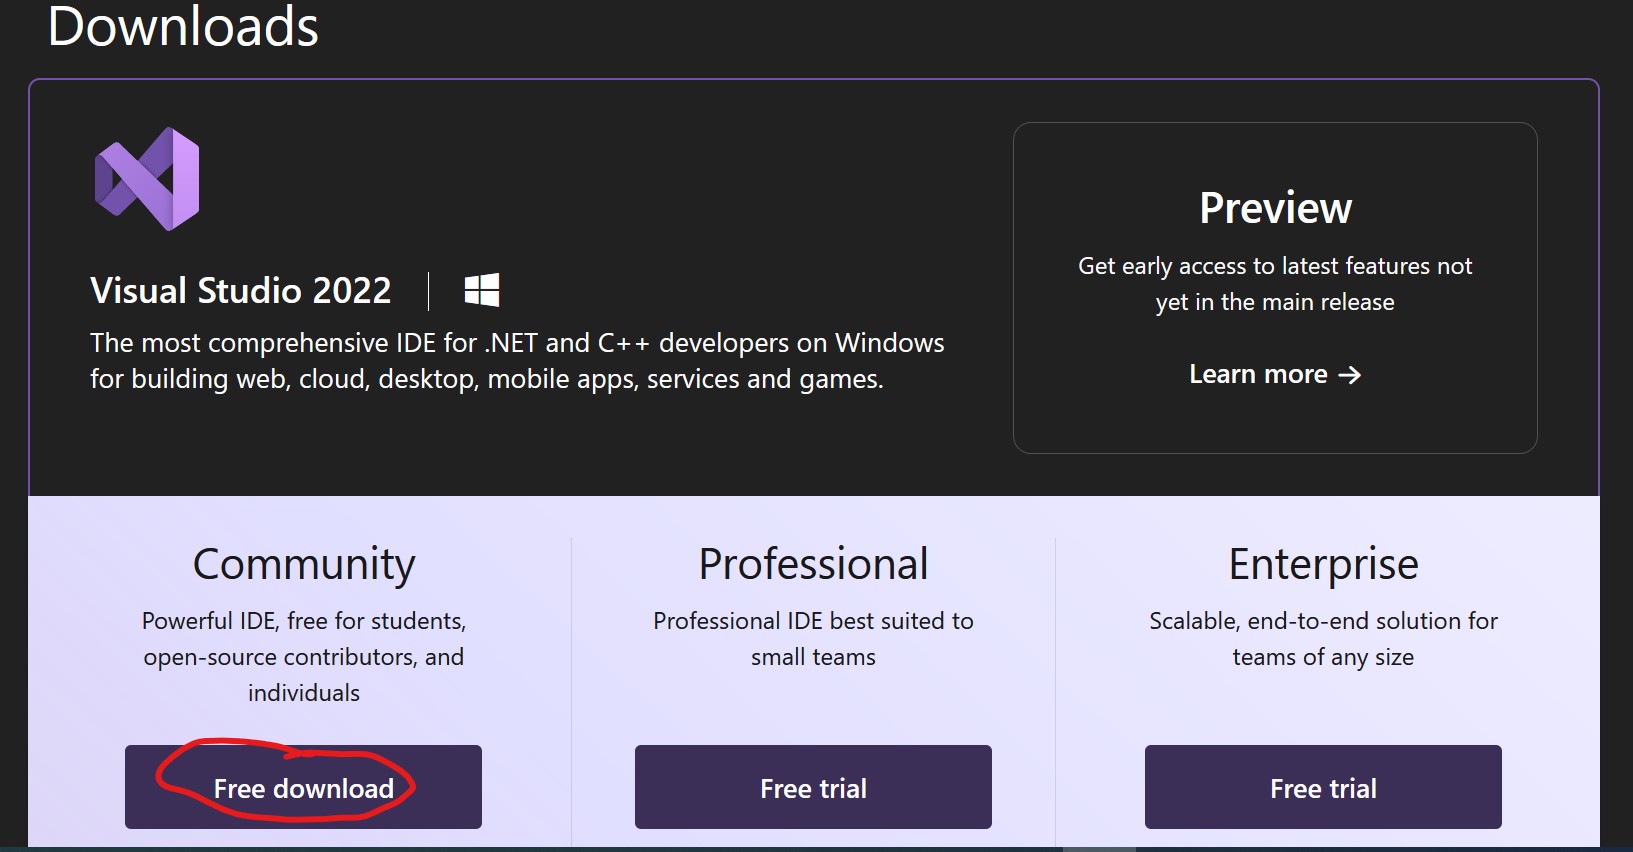 Downloads
Visual Studio 2022
The most comprehensive IDE for .NET and C++ developers on Windows
for building web, cloud, desktop, mobile apps, services and games.
Preview
Get early access to latest features not
yet in the main release
Learn more →
Community
Powerful IDE, free for students,
open-source contributors, and
individuals
Free download
Professional
Professional IDE best suited to
small teams
Free trial
Enterprise
Scalable, end-to-end solution for
teams of any size
Free trial